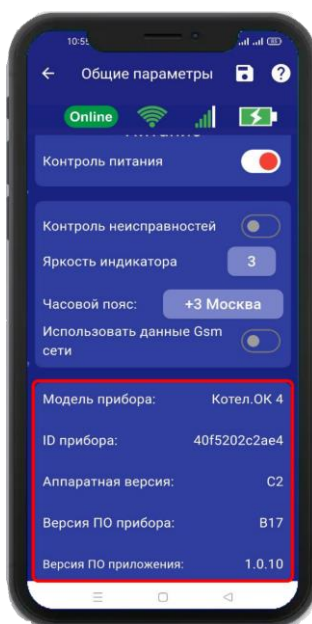 10:5
Общие параметры
Online
Питание
Контроль питания
Контроль неисправностей
Яркость индикатора
3
Часовой пояс:
+3 Москва
Использовать данные Gsm
сети
Модель прибора:
Котел.ОК 4
ID прибора:
40f5202c2ae4
Аппаратная версия:
C2
Версия ПО прибора:
B17
Версия ПО приложения:
1.0.10